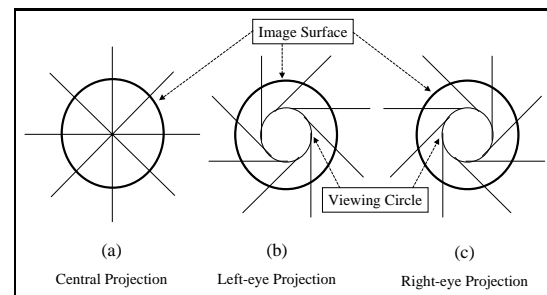 Image Surface
Viewing Circle
(a) (b) (c)
Central Projection Left-eye Projection Right-eye Projection